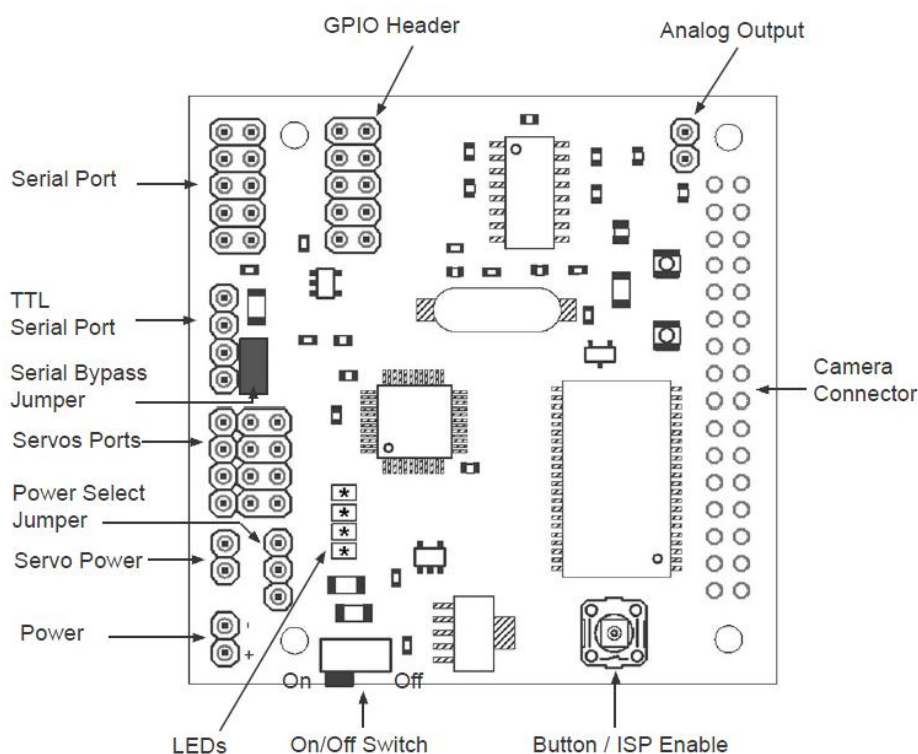 GPIO Header
Analog Output
Serial Port
TTL
Serial Port
Serial Bypass
Jumper
Servos Ports
Power Select
Jumper
Servo Power
Power
-
+
Camera
Connector
* 
*
*
*
On
Off
LEDs
On/Off Switch
Button / ISP Enable